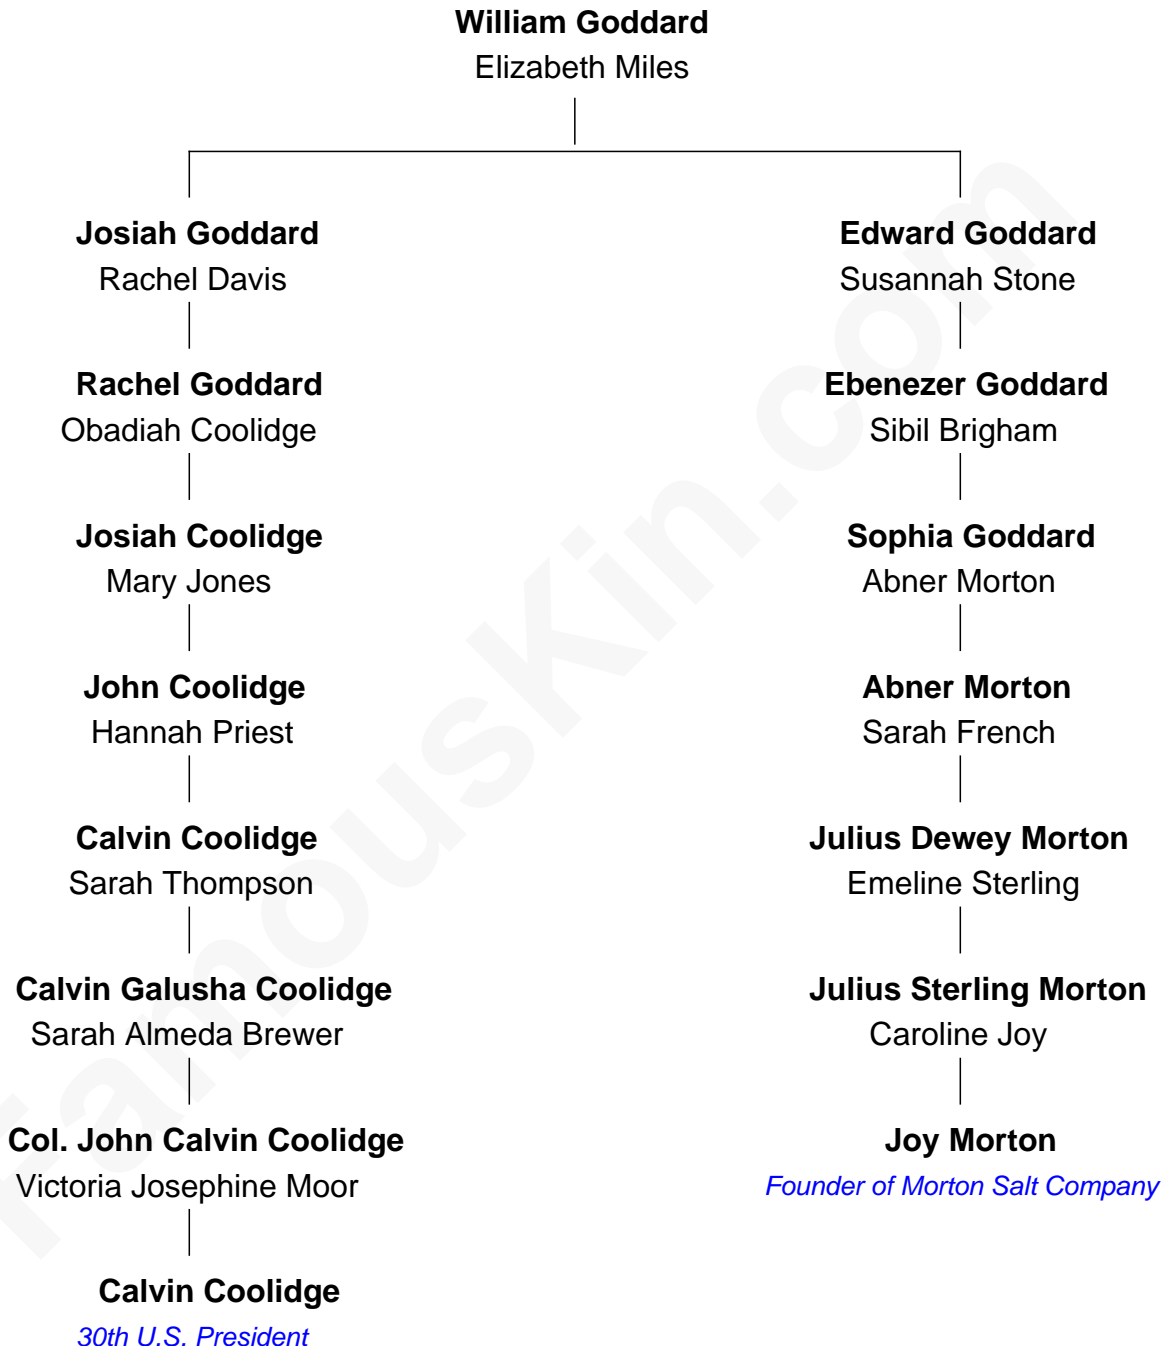 William Goddard
Elizabeth Miles
Josiah Goddard
Rachel Davis
Rachel Goddard
Obadiah Coolidge
Josiah Coolidge
Mary Jones
John Coolidge
Hannah Priest
Calvin Coolidge
Sarah Thompson
Calvin Galusha Coolidge
Sarah Almeda Brewer
Col. John Calvin Coolidge
Victoria Josephine Moor
Calvin Coolidge
30th U.S. President
Edward Goddard
Susannah Stone
Ebenezer Goddard
Sibil Brigham
Sophia Goddard
Abner Morton
Abner Morton
Sarah French
Julius Dewey Morton
Emeline Sterling
Julius Sterling Morton
Caroline Joy
Joy Morton
Founder of Morton Salt Company
FamousKin.com